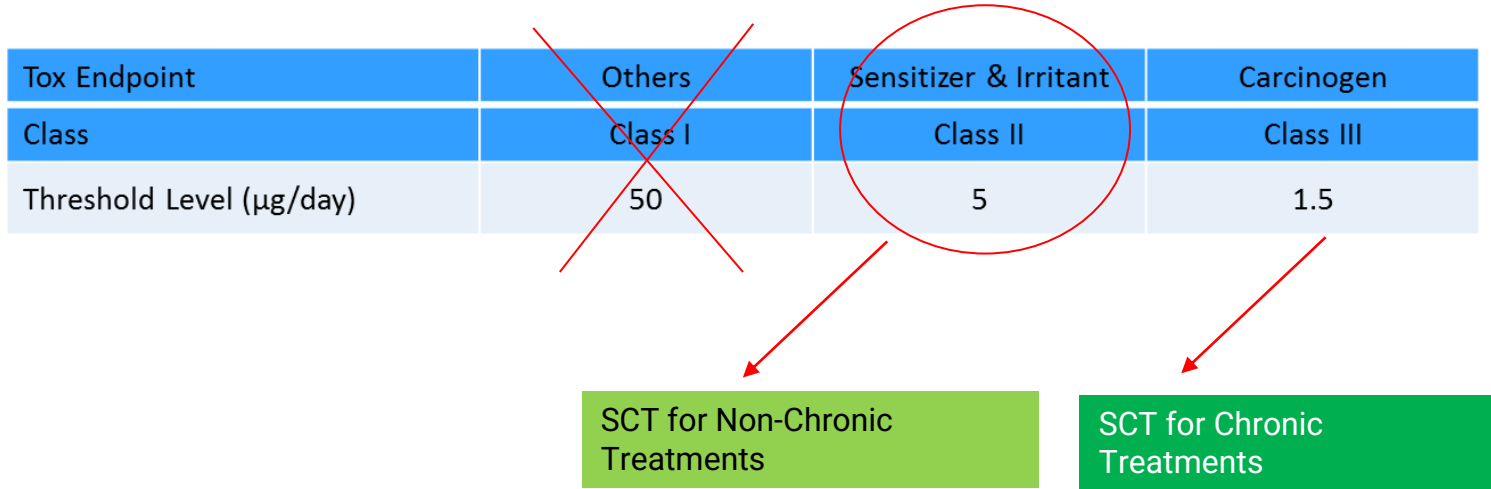 Tox Endpoint Others Sensitizer & Irritant Carcinogen
Class Class I Class II Class III
Threshold Level (µg/day) 50 5 1.5
SCT for Non-Chronic
Treatments
SCT for Chronic
Treatments